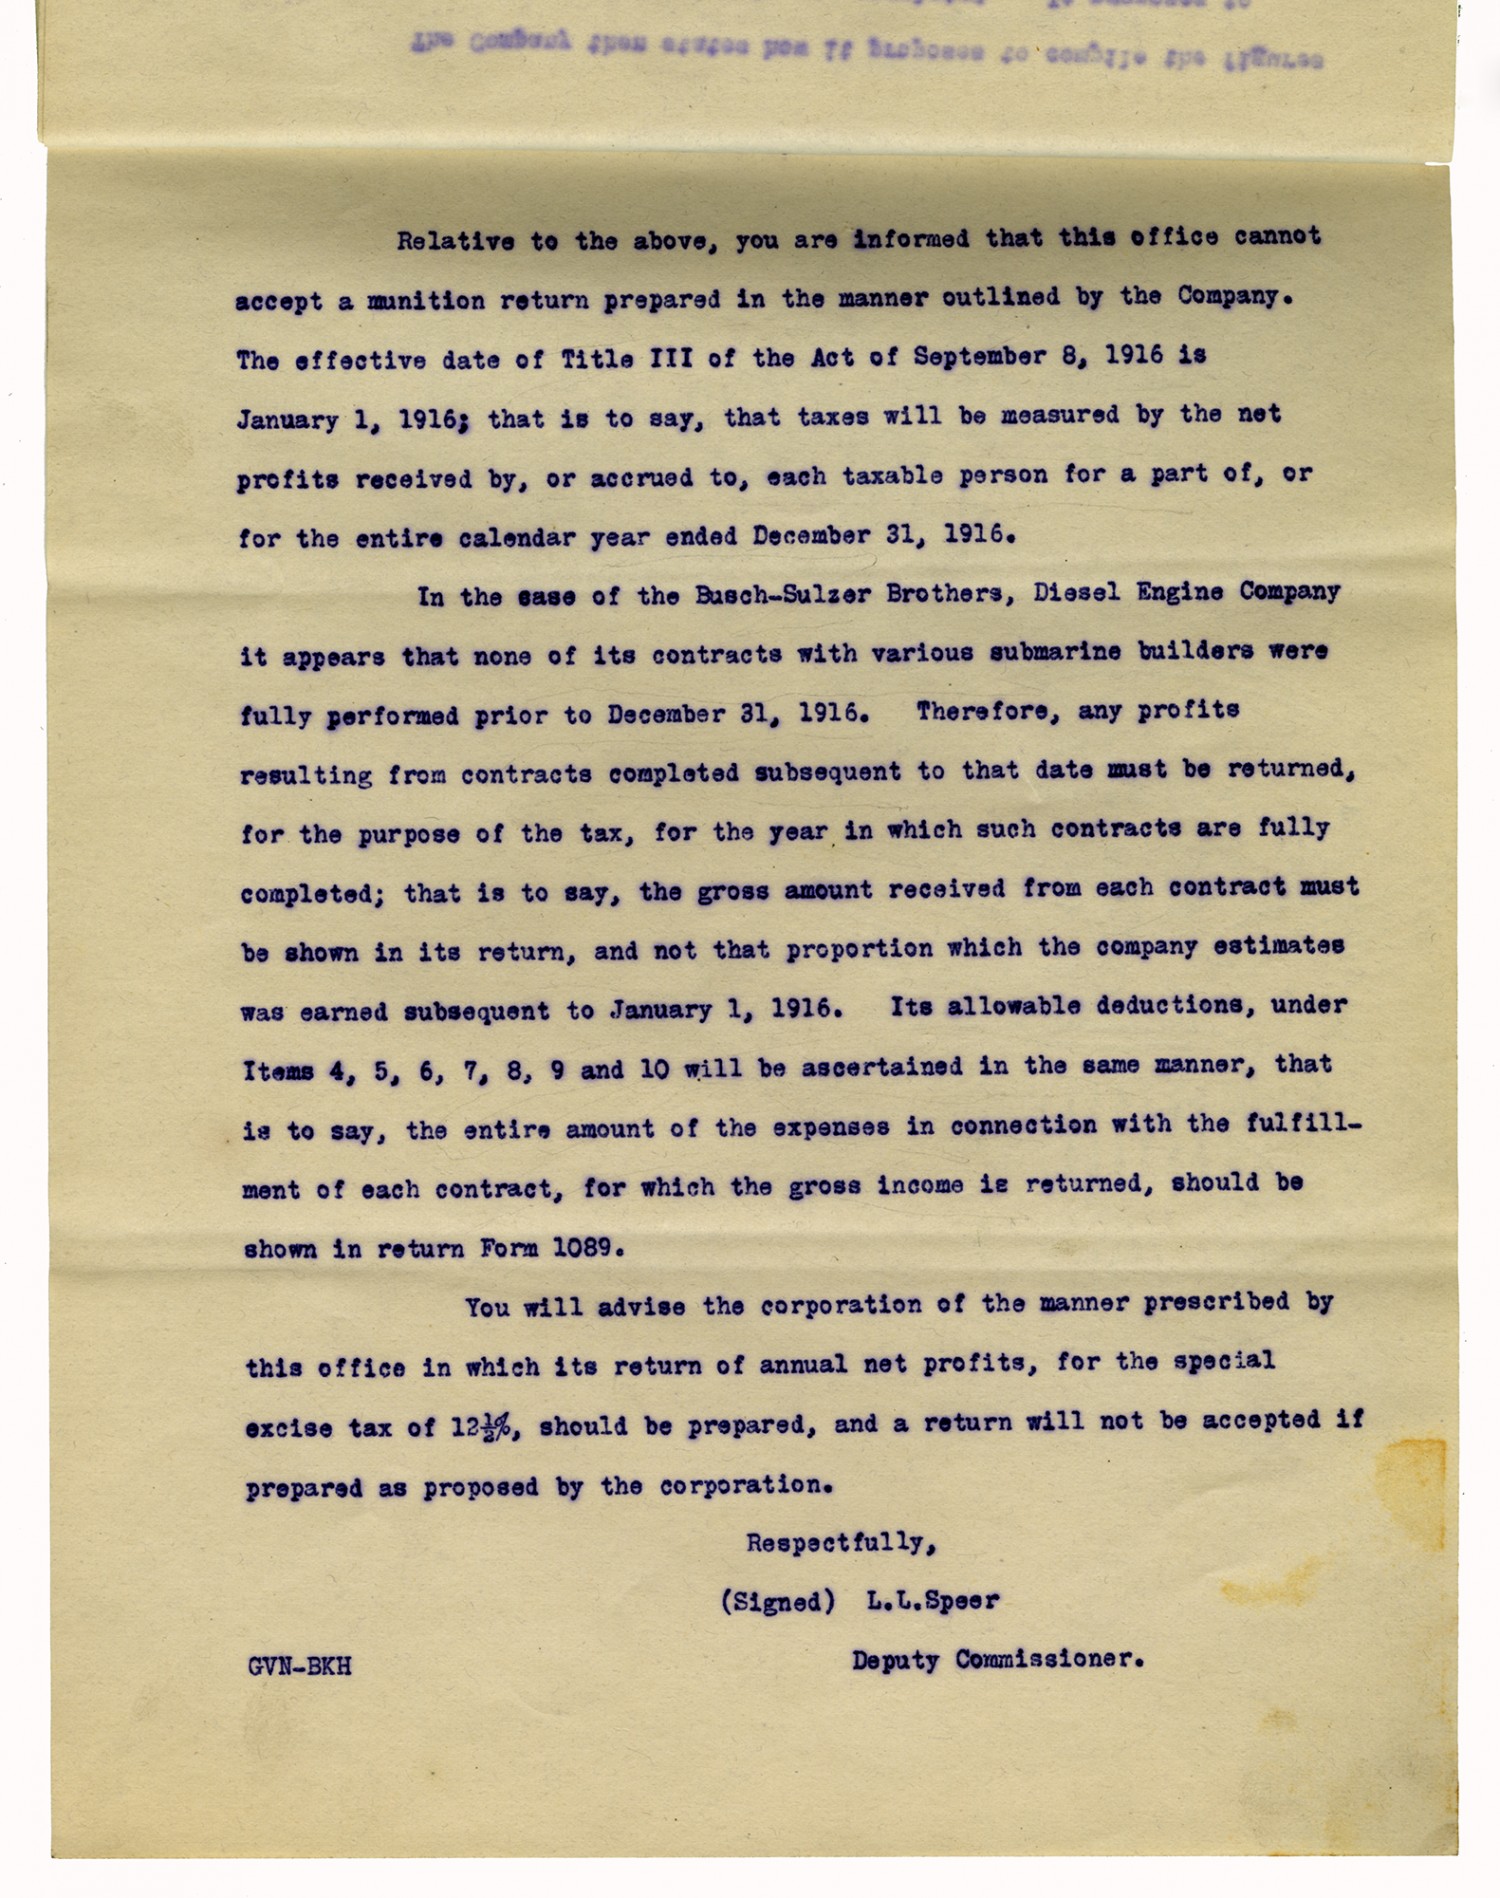 The Company then states how it proposes to compile the figures
Relative to the above, you are informed that this office cannot
accept a munition return prepared in the manner outlined by the Company.
The effective date of Title III of the Act of September 8, 1916 is
January 1, 1916; that is to say, that taxes will be measured by the net
profits received by, or accrued to, each taxable person for a part of, or
for the entire calendar year ended December 31, 1916.
In the case of the Busch-Sulzer Brothers, Diesel Engine Company
it appears that none of its contracts with various submarine builders were
fully performed prior to December 31, 1916. Therefore, any profits
resulting from contracts completed subsequent to that date must be returned,
for the purpose of the tax, for the year in which such contracts are fully
completed; that is to say, the gross amount received from each contract must
be shown in its return, and not that proportion which the company estimates
was earned subsequent to January 1, 1916. Its allowable deductions, under
Items 4, 5, 6, 7, 8, 9 and 10 will be ascertained in the same manner, that
is to say, the entire amount of the expenses in connection with the fulfill-
ment of each contract, for which the gross income is returned, should be
shown in return Form 1089.
You will advise the corporation of the manner prescribed by
this office in which its return of annual net profits, for the special
excise tax of 12½%, should be prepared, and a return will not be accepted if
prepared as proposed by the corporation.
Respectfully,
(Signed) L.L.Speer
GVN-BKH Deputy Commissioner.